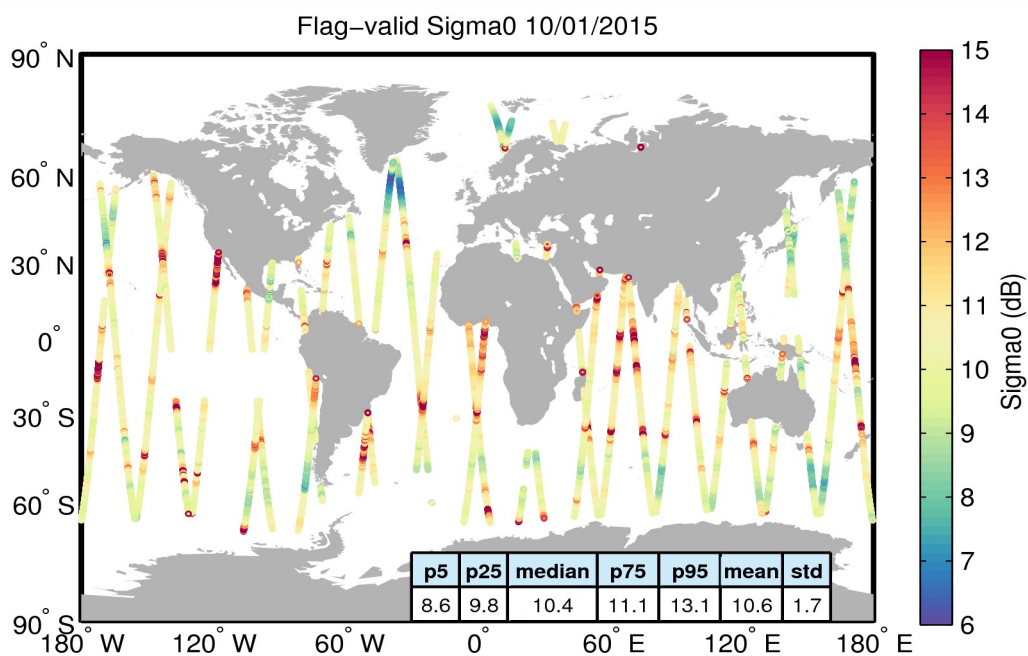 Flag−valid Sigma0 10/01/2015
90° N
60° N
30° N
0°
30° S
60° S
90° S
180° W
120° W
60° W
0°
60° E
120° E
180° E
p5 p25 median p75 p95 mean std
8.6 9.8 10.4 11.1 13.1 10.6 1.7
15
14
13
12
11
10
9
8
7
6
Sigma0 (dB)